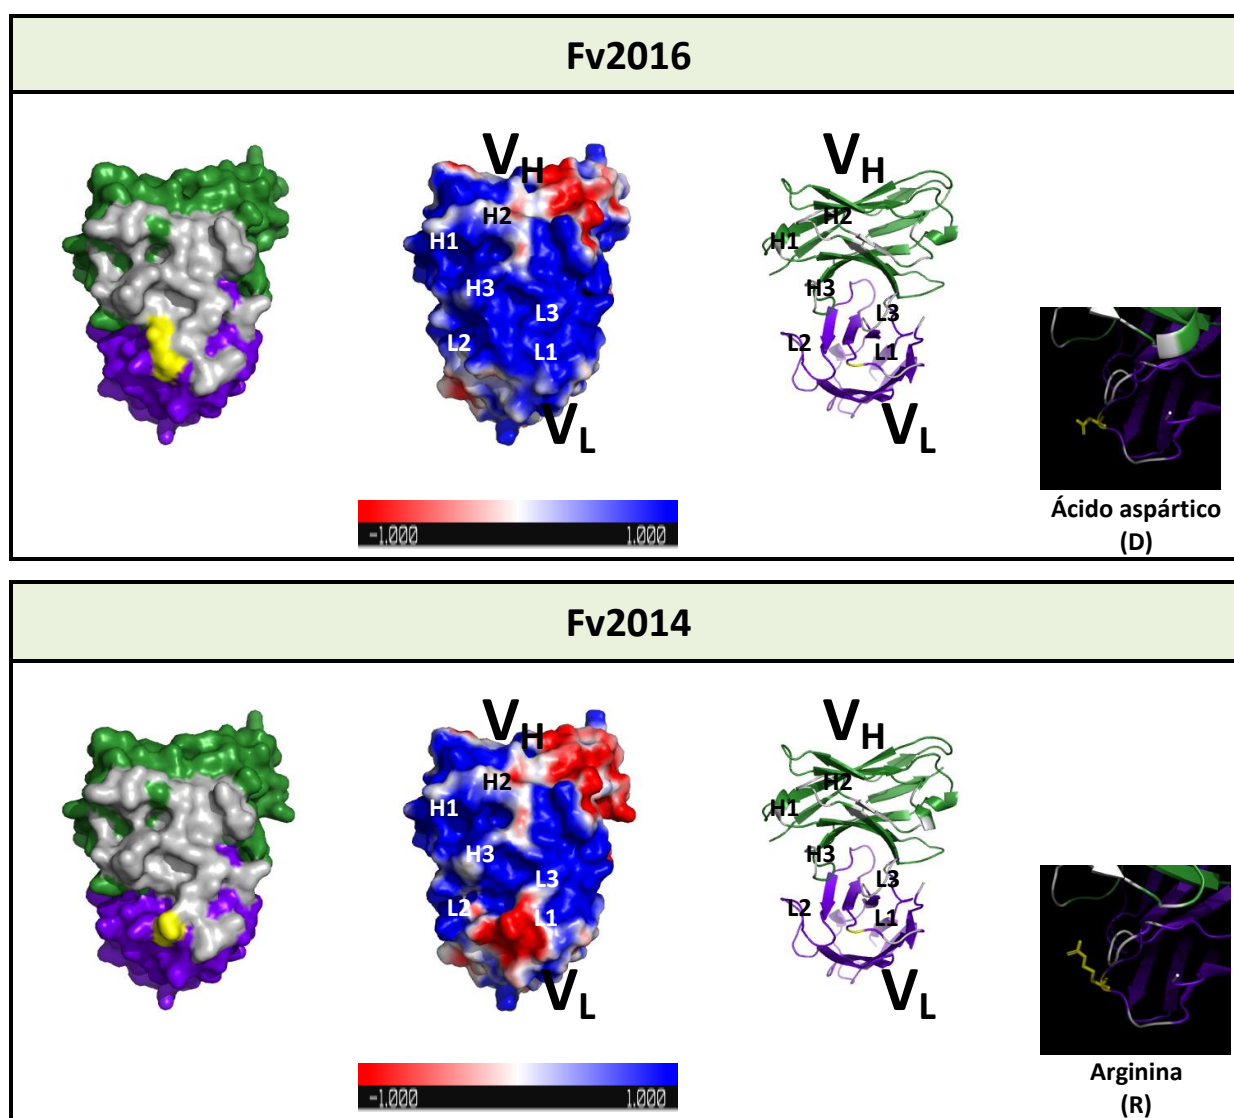 Fv2016
VH
H2
H1
H3
L3
L2
L1
VL
-1.000 1.000
VH
H2
H1
H3
L3
L2
L1
VL
Ácido aspártico
(D)
Fv2014
VH
H2
H1
H3
L3
L2
L1
VL
-1.000 1.000
VH
H2
H1
H3
L3
L2
L1
VL
Arginina
(R)